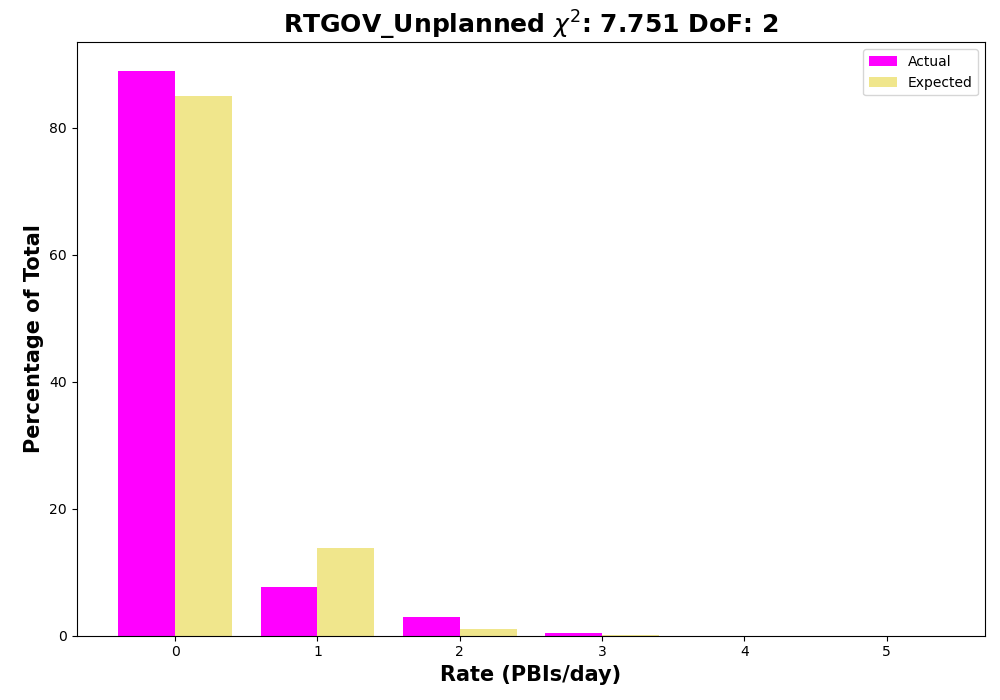 RTGOV_Unplanned χ²: 7.751 DoF: 2
Actual
Expected
Percentage of Total
80
60
40
20
0
0 1 2 3 4 5
Rate (PBIs/day)